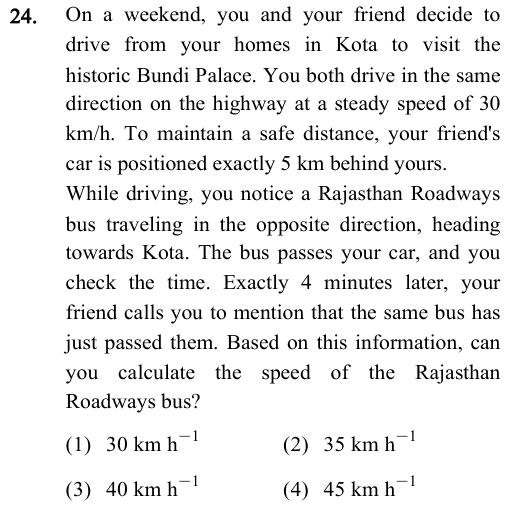 24. On a weekend, you and your friend decide to
drive from your homes in Kota to visit the
historic Bundi Palace. You both drive in the same
direction on the highway at a steady speed of 30
km/h. To maintain a safe distance, your friend's
car is positioned exactly 5 km behind yours.
While driving, you notice a Rajasthan Roadways
bus traveling in the opposite direction, heading
towards Kota. The bus passes your car, and you
check the time. Exactly 4 minutes later, your
friend calls you to mention that the same bus has
just passed them. Based on this information, can
you calculate the speed of the Rajasthan
Roadways bus?
(1) 30 km h⁻¹ (2) 35 km h⁻¹
(3) 40 km h⁻¹ (4) 45 km h⁻¹